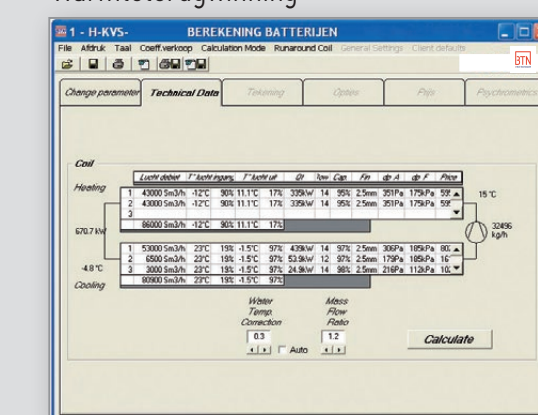 1 - H-KVS- BEREKENING BATTERIJEN
File Afdruk Taal Coeff.verkoop Calculation Mode Runaround Coil General Settings Client defaults
BTN
Change parameter Technical Data Tekening Opties Prijs Psychrometrics
Coil
Lucht debiet T° lucht ingang T° lucht uit Qt Row Cap. Fin dp A dp F Price
Heating
1 43000 Sm3/h -12°C 90% 11.1°C 17% 335kW 14 95% 2.5mm 351Pa 175kPa
2 43000 Sm3/h -12°C 90% 11.1°C 17% 335kW 14 95% 2.5mm 351Pa 175kPa
3
86000 Sm3/h -12°C 90% 11.1°C 17%
15 °C
670.7 kW
32496
kg/h
1 53000 Sm3/h 23°C 19% -1.5°C 97% 439kW 14 97% 2.5mm 306Pa 185kPa
2 6500 Sm3/h 23°C 19% -1.5°C 97% 53.9kW 12 97% 2.5mm 179Pa 185kPa
3 3000 Sm3/h 23°C 19% -1.5°C 97% 24.9kW 14 98% 2.5mm 216Pa 112kPa
-4.8 °C
80900 Sm3/h 23°C 19% -1.5°C 97%
Cooling
Water Temp. Correction
Mass Flow Ratio
0.3 Auto 1.2
Calculate